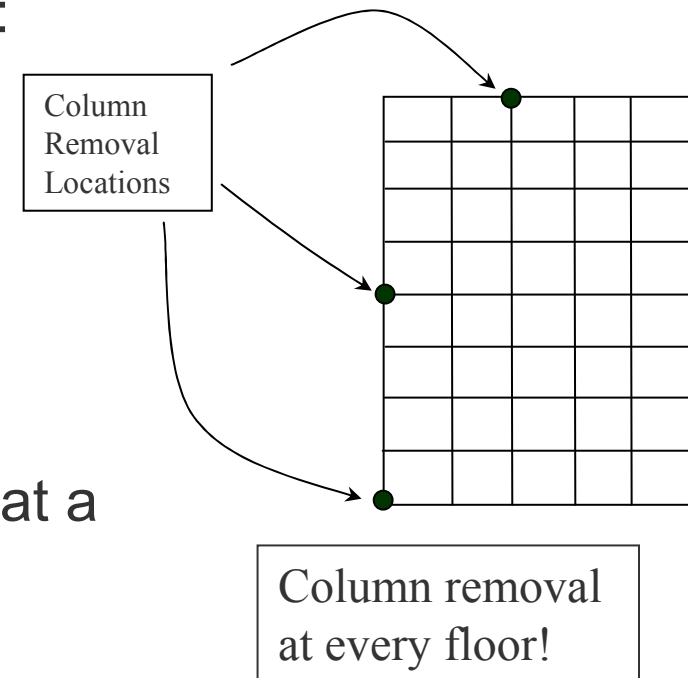 :
Column
Removal
Locations
at a
Column removal
at every floor!